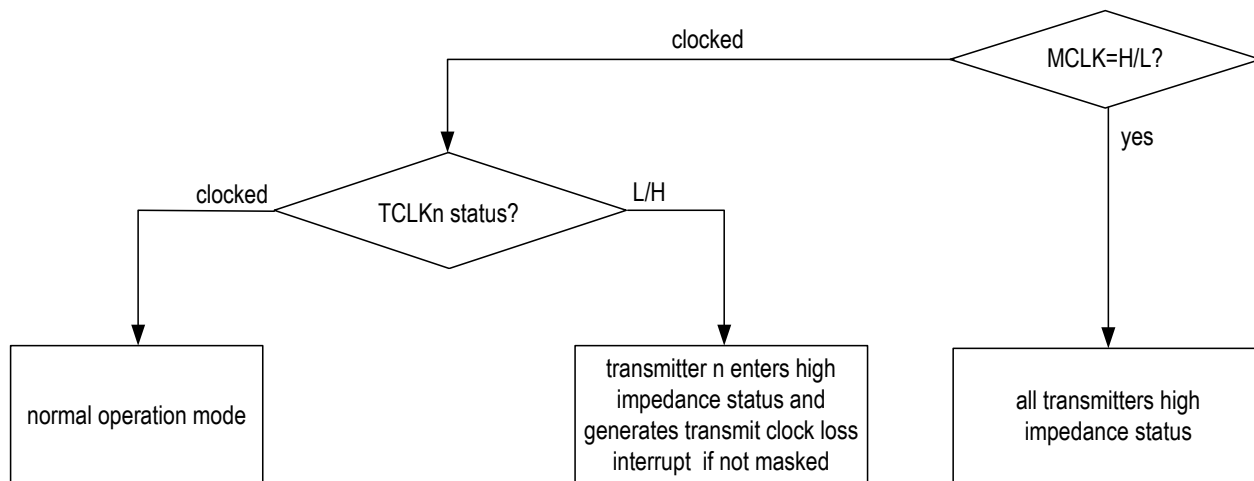 clocked
MCLK=H/L?
yes
clocked
TCLKn status?
L/H
normal operation mode
transmitter n enters high
impedance status and
generates transmit clock loss
interrupt if not masked
all transmitters high
impedance status